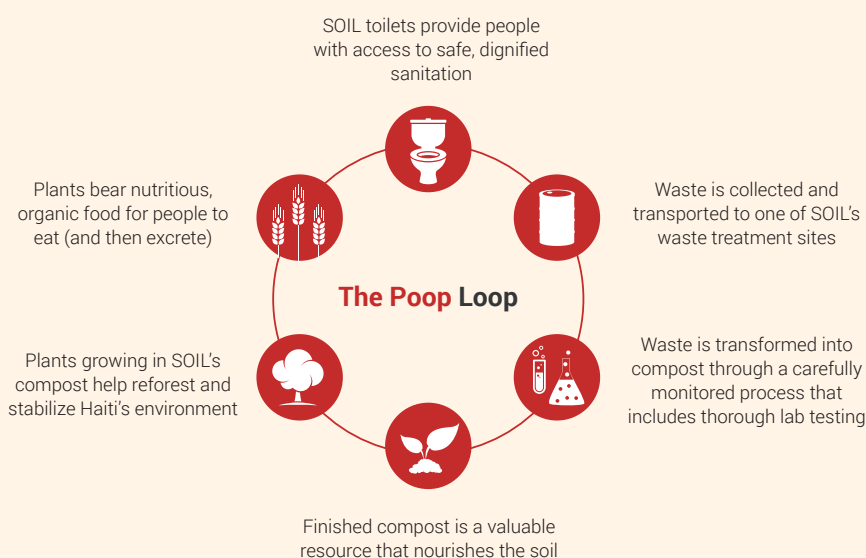 SOIL toilets provide people
with access to safe, dignified
sanitation
Waste is collected and
transported to one of SOIL’s
waste treatment sites
Waste is transformed into
compost through a carefully
monitored process that
includes thorough lab testing
Finished compost is a valuable
resource that nourishes the soil
Plants growing in SOIL’s
compost help reforest and
stabilize Haiti’s environment
Plants bear nutritious,
organic food for people to
eat (and then excrete)
The Poop Loop